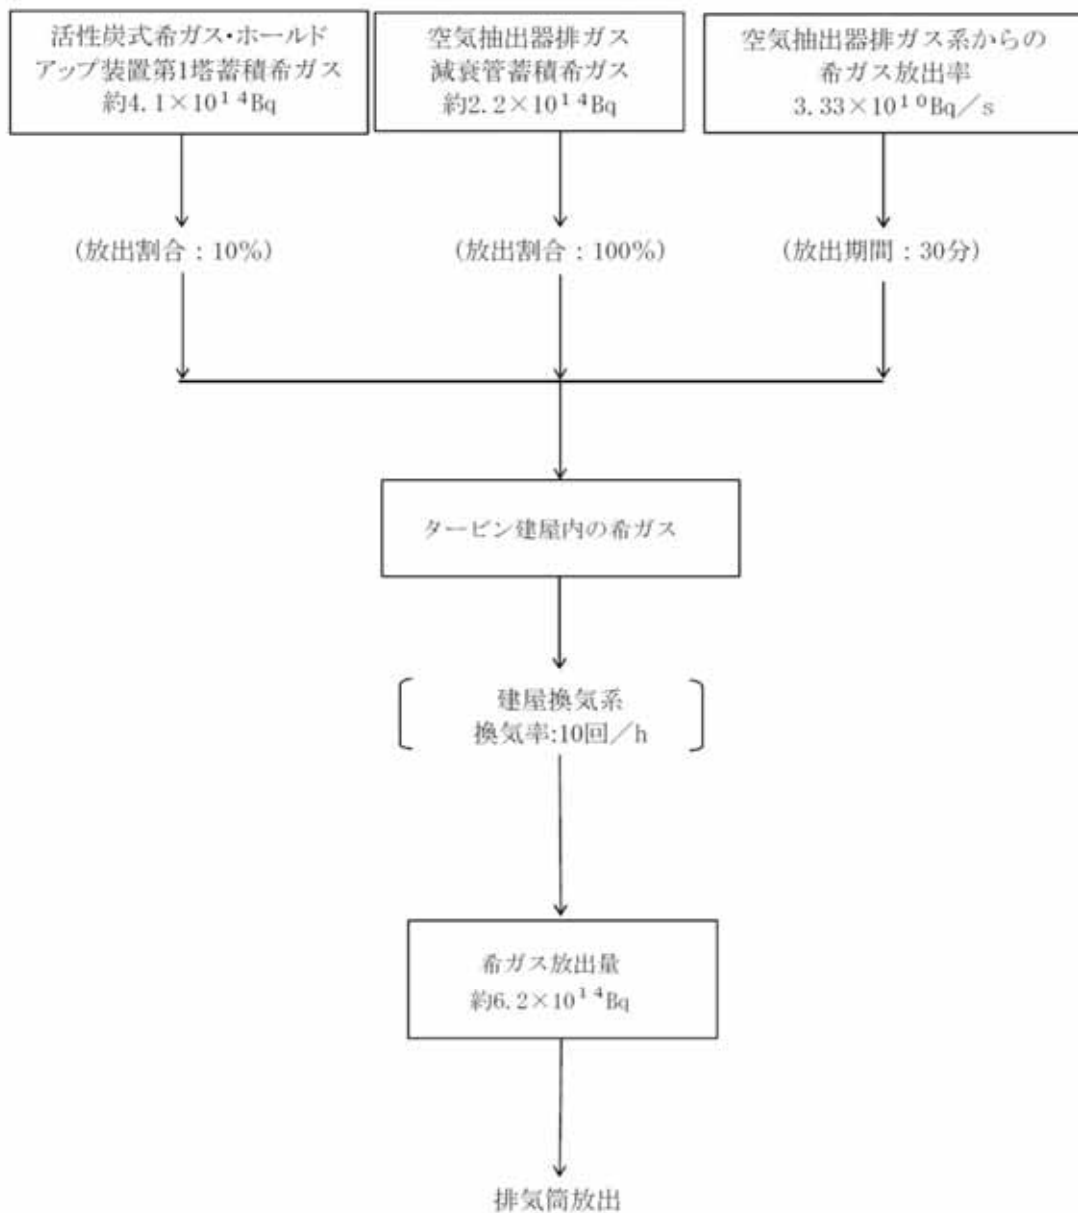 活性炭式希ガス・ホールド
アップ装置第1塔蓄積希ガス
約4.1×10¹⁴Bq
空気抽出器排ガス
減衰管蓄積希ガス
約2.2×10¹⁴Bq
空気抽出器排ガス系からの
希ガス放出率
3.33×10¹⁰Bq／s
(放出割合：10%)
(放出割合：100%)
(放出期間：30分)
タービン建屋内の希ガス
建屋換気系
換気率:10回／h
希ガス放出量
約6.2×10¹⁴Bq
排気筒放出